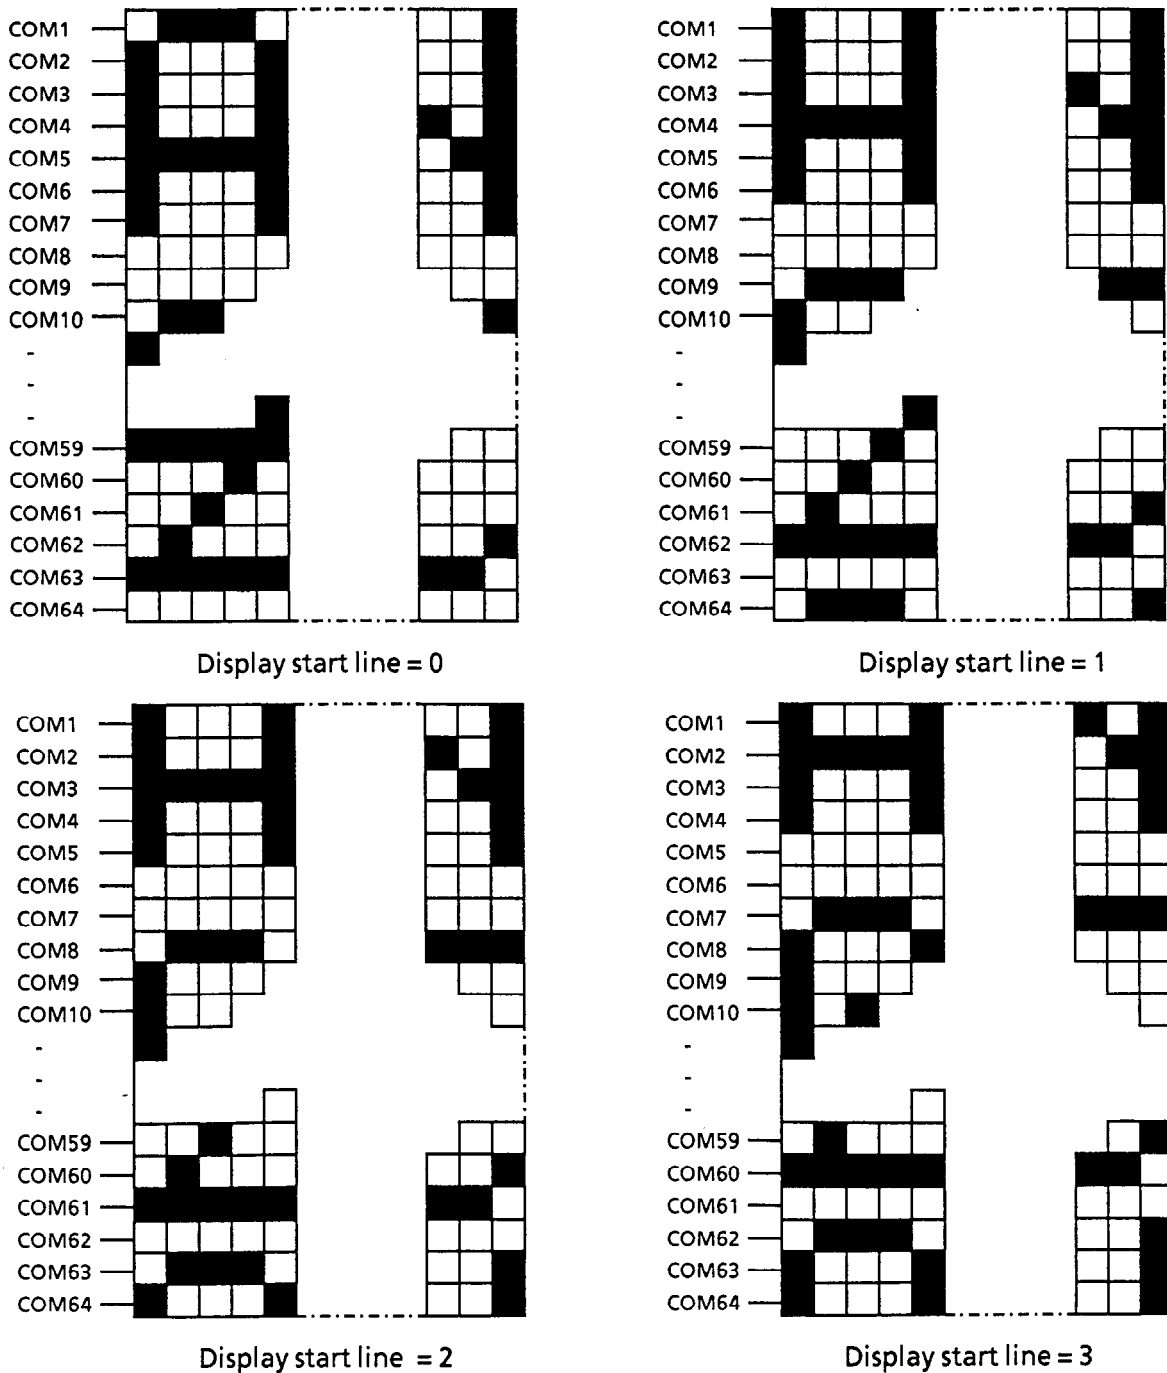 COM1
COM2
COM3
COM4
COM5
COM6
COM7
COM8
COM9
COM10
-
-
-
COM59
COM60
COM61
COM62
COM63
COM64
Display start line = 0
COM1
COM2
COM3
COM4
COM5
COM6
COM7
COM8
COM9
COM10
-
-
-
COM59
COM60
COM61
COM62
COM63
COM64
Display start line = 1
COM1
COM2
COM3
COM4
COM5
COM6
COM7
COM8
COM9
COM10
-
-
-
COM59
COM60
COM61
COM62
COM63
COM64
Display start line = 2
COM1
COM2
COM3
COM4
COM5
COM6
COM7
COM8
COM9
COM10
-
-
-
COM59
COM60
COM61
COM62
COM63
COM64
Display start line = 3